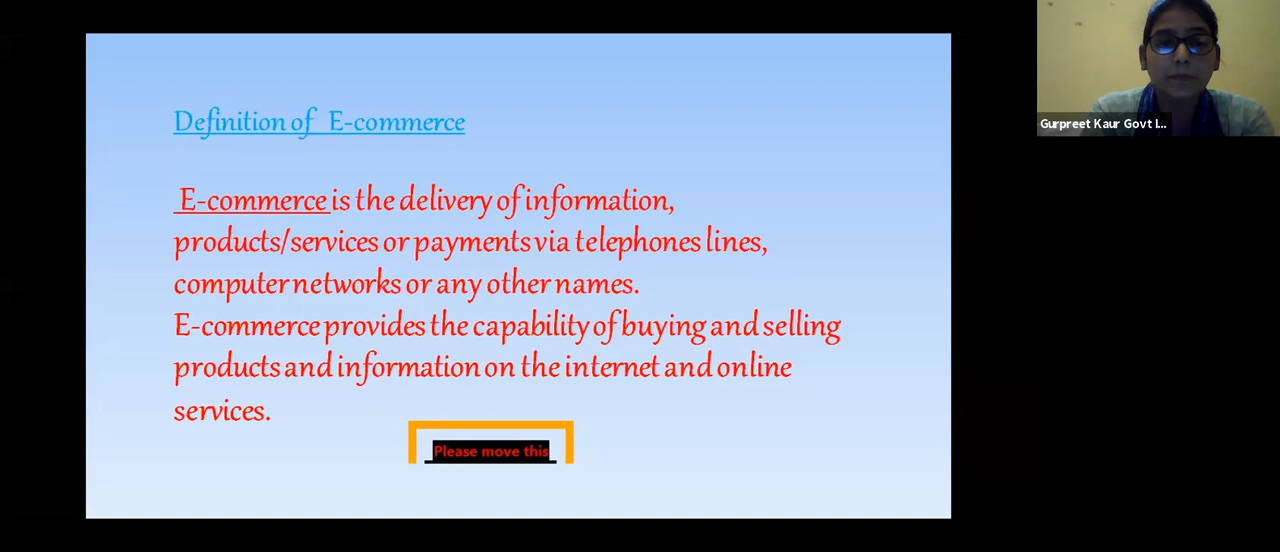 Definition of E-commerce
E-commerce is the delivery of information,
products/services or payments via telephones lines,
computer networks or any other names.
E-commerce provides the capability of buying and selling
products and information on the internet and online
services.
Please move this
Gurpreet Kaur Govt I...